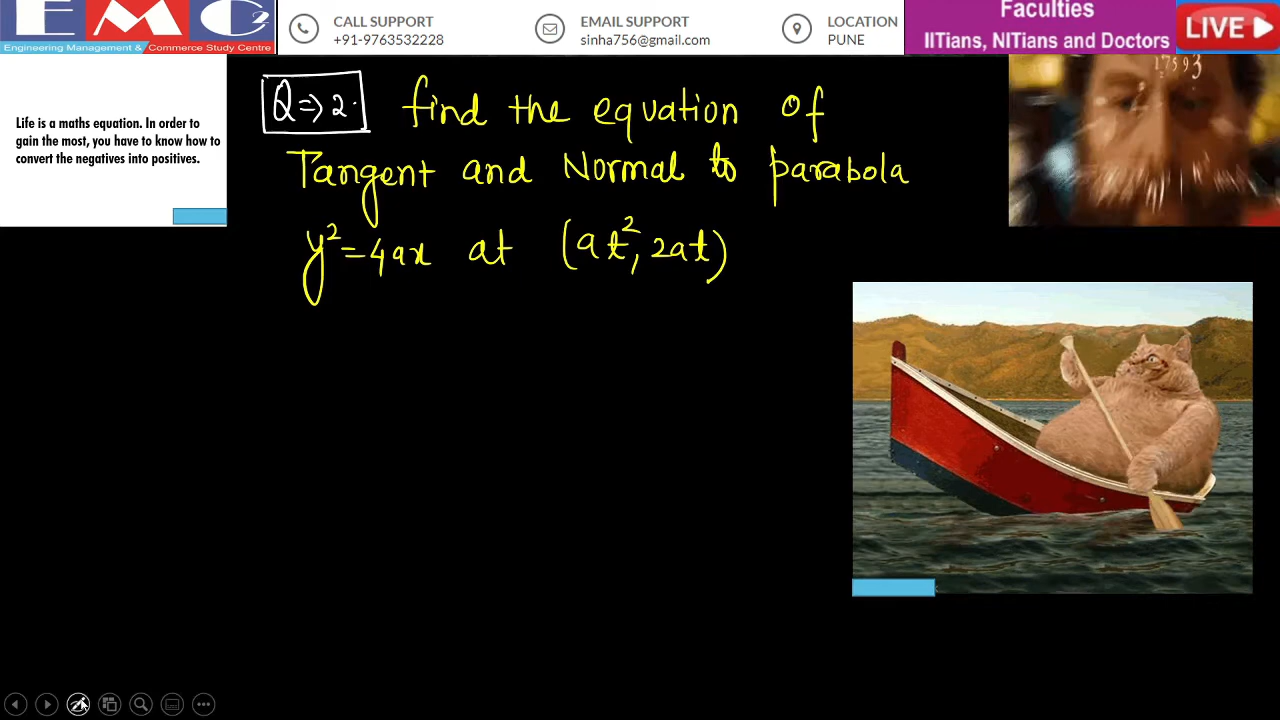 EMC
Engineering Management & Commerce Study Centre
CALL SUPPORT
+91-9763532228
EMAIL SUPPORT
sinha756@gmail.com
LOCATION
PUNE
Faculties
IITians, NITians and Doctors
LIVE
Life is a maths equation. In order to
gain the most, you have to know how to
convert the negatives into positives.
Q⇒2. find the equation of
Tangent and Normal to parabola
y²=4ax at (at², 2at)